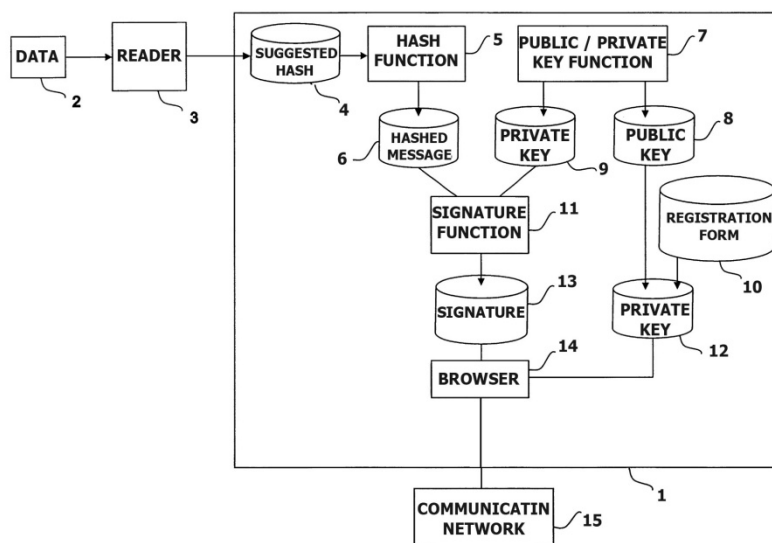 DATA
2
READER
3
SUGGESTED
HASH
4
HASH
FUNCTION
5
PUBLIC / PRIVATE
KEY FUNCTION
7
HASHED
MESSAGE
6
PRIVATE
KEY
9
PUBLIC
KEY
8
SIGNATURE
FUNCTION
11
REGISTRATION
FORM
10
SIGNATURE
13
PRIVATE
KEY
12
BROWSER
14
1
COMMUNICATIN
NETWORK
15